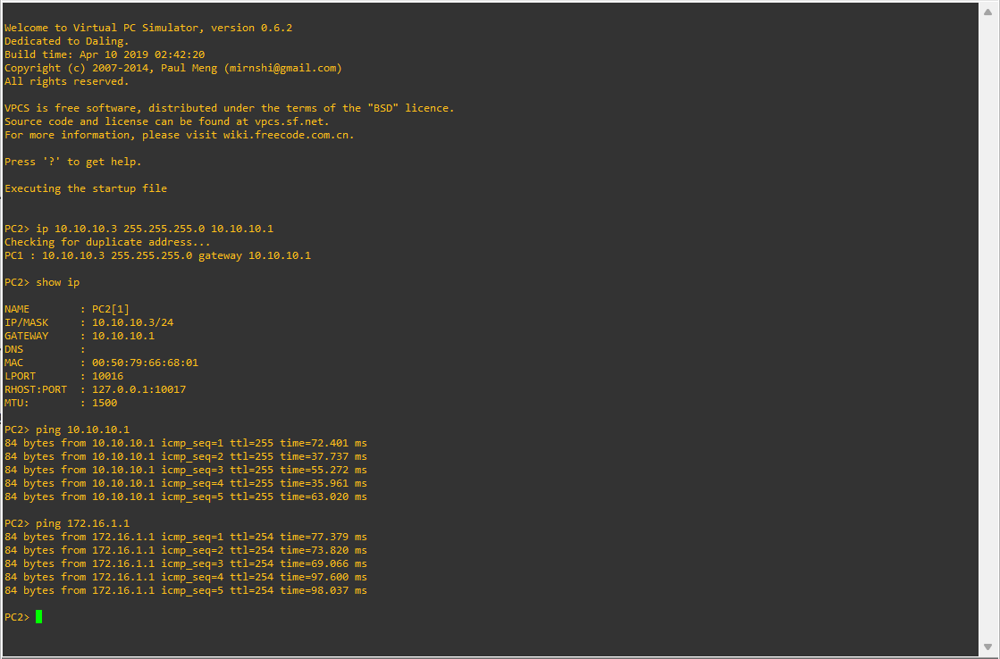 Welcome to Virtual PC Simulator, version 0.6.2
Dedicated to Daling.
Build time: Apr 10 2019 02:42:20
Copyright (c) 2007-2014, Paul Meng (mirnshi@gmail.com)
All rights reserved.
VPCS is free software, distributed under the terms of the "BSD" licence.
Source code and license can be found at vpcs.sf.net.
For more information, please visit wiki.freecode.com.cn.
Press '?' to get help.
Executing the startup file
PC2> ip 10.10.10.3 255.255.255.0 10.10.10.1
Checking for duplicate address...
PC1 : 10.10.10.3 255.255.255.0 gateway 10.10.10.1
PC2> show ip
NAME        : PC2[1]
IP/MASK     : 10.10.10.3/24
GATEWAY     : 10.10.10.1
DNS         :
MAC         : 00:50:79:66:68:01
LPORT       : 10016
RHOST:PORT  : 127.0.0.1:10017
MTU:        : 1500
PC2> ping 10.10.10.1
84 bytes from 10.10.10.1 icmp_seq=1 ttl=255 time=72.401 ms
84 bytes from 10.10.10.1 icmp_seq=2 ttl=255 time=37.737 ms
84 bytes from 10.10.10.1 icmp_seq=3 ttl=255 time=55.272 ms
84 bytes from 10.10.10.1 icmp_seq=4 ttl=255 time=35.961 ms
84 bytes from 10.10.10.1 icmp_seq=5 ttl=255 time=63.020 ms
PC2> ping 172.16.1.1
84 bytes from 172.16.1.1 icmp_seq=1 ttl=254 time=77.379 ms
84 bytes from 172.16.1.1 icmp_seq=2 ttl=254 time=73.820 ms
84 bytes from 172.16.1.1 icmp_seq=3 ttl=254 time=69.066 ms
84 bytes from 172.16.1.1 icmp_seq=4 ttl=254 time=97.600 ms
84 bytes from 172.16.1.1 icmp_seq=5 ttl=254 time=98.037 ms
PC2>